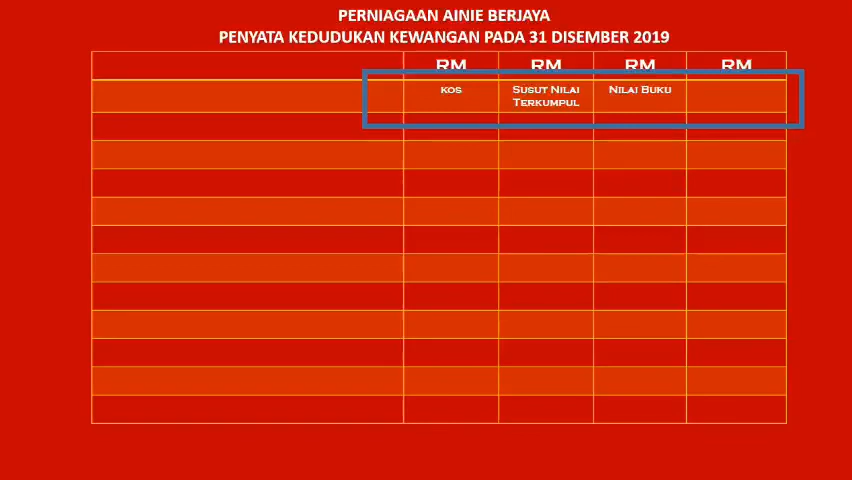 PERNIAGAAN AINIE BERJAYA
PENYATA KEDUDUKAN KEWANGAN PADA 31 DISEMBER 2019
RM RM RM RM
KOS Susut Nilai Terkumpul Nilai Buku